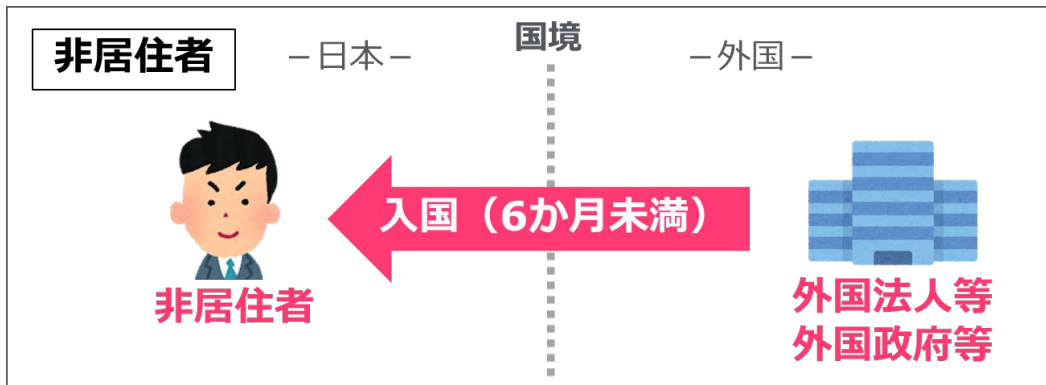 非居住者
－日本－
国境
－外国－
入国（6か月未満）
非居住者
外国法人等
外国政府等